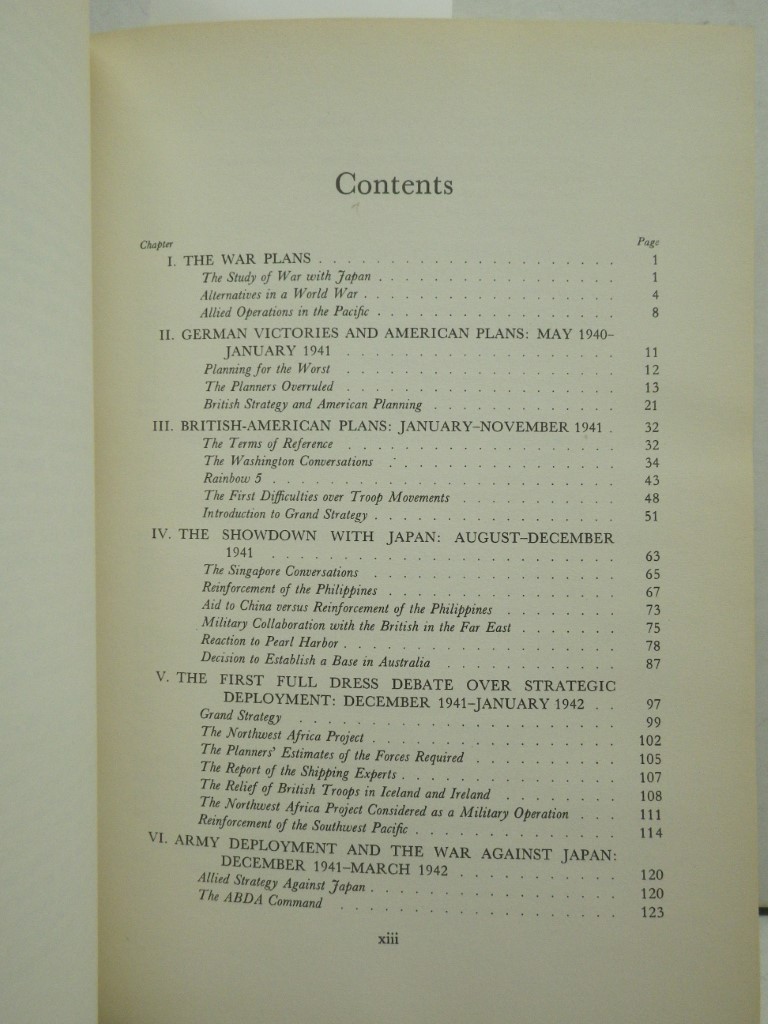 Contents
Chapter Page
I. THE WAR PLANS . . . . . . . . . . . . . . . . . . . . 1
The Study of War with Japan . . . . . . . . . . . . . . . . 1
Alternatives in a World War . . . . . . . . . . . . . . . . . 4
Allied Operations in the Pacific . . . . . . . . . . . . . . . . 8
II. GERMAN VICTORIES AND AMERICAN PLANS: MAY 1940–
JANUARY 1941 . . . . . . . . . . . . . . . . . . 11
Planning for the Worst . . . . . . . . . . . . . . . . . . 12
The Planners Overruled . . . . . . . . . . . . . . . . . . 13
British Strategy and American Planning . . . . . . . . . . . . . 21
III. BRITISH-AMERICAN PLANS: JANUARY–NOVEMBER 1941 . 32
The Terms of Reference . . . . . . . . . . . . . . . . . . 32
The Washington Conversations . . . . . . . . . . . . . . . 34
Rainbow 5 . . . . . . . . . . . . . . . . . . . . . . . 43
The First Difficulties over Troop Movements . . . . . . . . . . . . 48
Introduction to Grand Strategy . . . . . . . . . . . . . . . . 51
IV. THE SHOWDOWN WITH JAPAN: AUGUST–DECEMBER
1941 . . . . . . . . . . . . . . . . . . . . . . . 63
The Singapore Conversations . . . . . . . . . . . . . . . . 65
Reinforcement of the Philippines . . . . . . . . . . . . . . . 67
Aid to China versus Reinforcement of the Philippines . . . . . . . . 73
Military Collaboration with the British in the Far East . . . . . . . 75
Reaction to Pearl Harbor . . . . . . . . . . . . . . . . . . 78
Decision to Establish a Base in Australia . . . . . . . . . . . . 87
V. THE FIRST FULL DRESS DEBATE OVER STRATEGIC
DEPLOYMENT: DECEMBER 1941–JANUARY 1942 . . 97
Grand Strategy . . . . . . . . . . . . . . . . . . . . . 99
The Northwest Africa Project . . . . . . . . . . . . . . . . . 102
The Planners' Estimates of the Forces Required . . . . . . . . . . 105
The Report of the Shipping Experts . . . . . . . . . . . . . . . 107
The Relief of British Troops in Iceland and Ireland . . . . . . . . . 108
The Northwest Africa Project Considered as a Military Operation . . . 111
Reinforcement of the Southwest Pacific . . . . . . . . . . . . . . 114
VI. ARMY DEPLOYMENT AND THE WAR AGAINST JAPAN:
DECEMBER 1941–MARCH 1942 . . . . . . . . . . . 120
Allied Strategy Against Japan . . . . . . . . . . . . . . . . . 120
The ABDA Command . . . . . . . . . . . . . . . . . . . 123
xiii